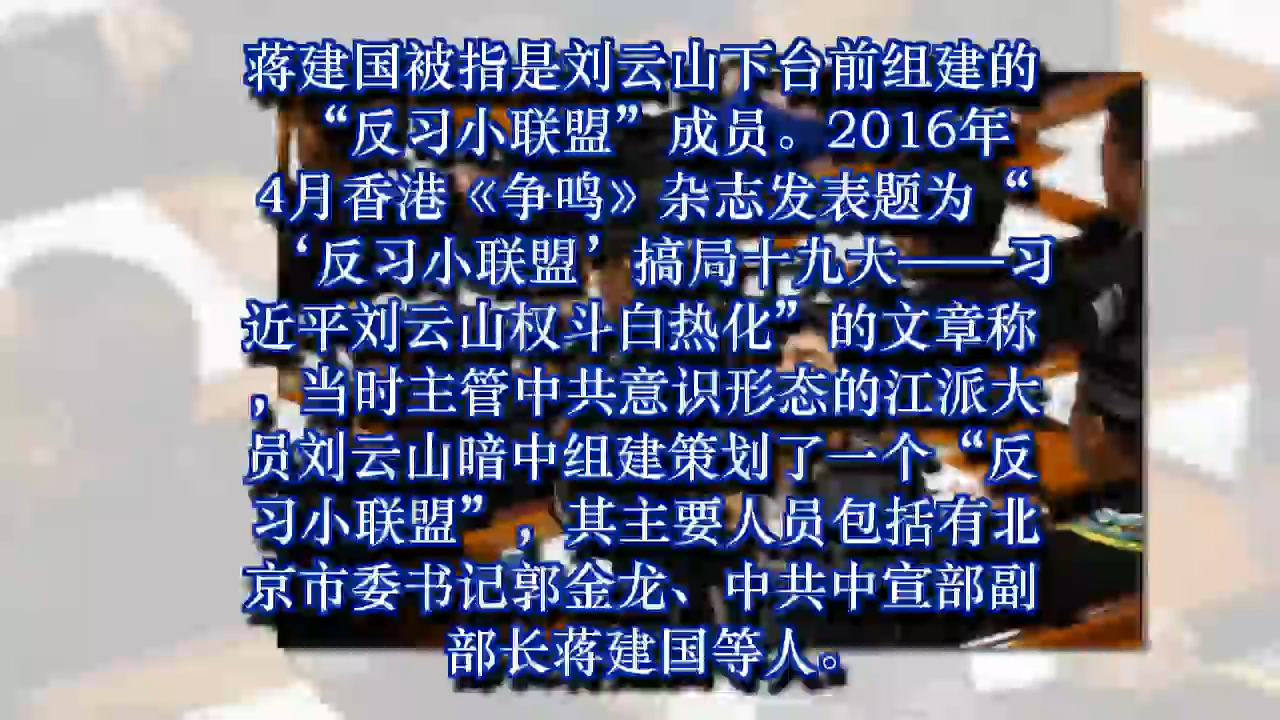 蒋建国被指是刘云山下台前组建的
“反习小联盟”成员。2016年
4月香港《争鸣》杂志发表题为“
‘反习小联盟’搞局十九大——习
近平刘云山权斗白热化”的文章称
，当时主管中共意识形态的江派大
员刘云山暗中组建策划了一个“反
习小联盟”，其主要人员包括有北
京市委书记郭金龙、中共中宣部副
部长蒋建国等人。